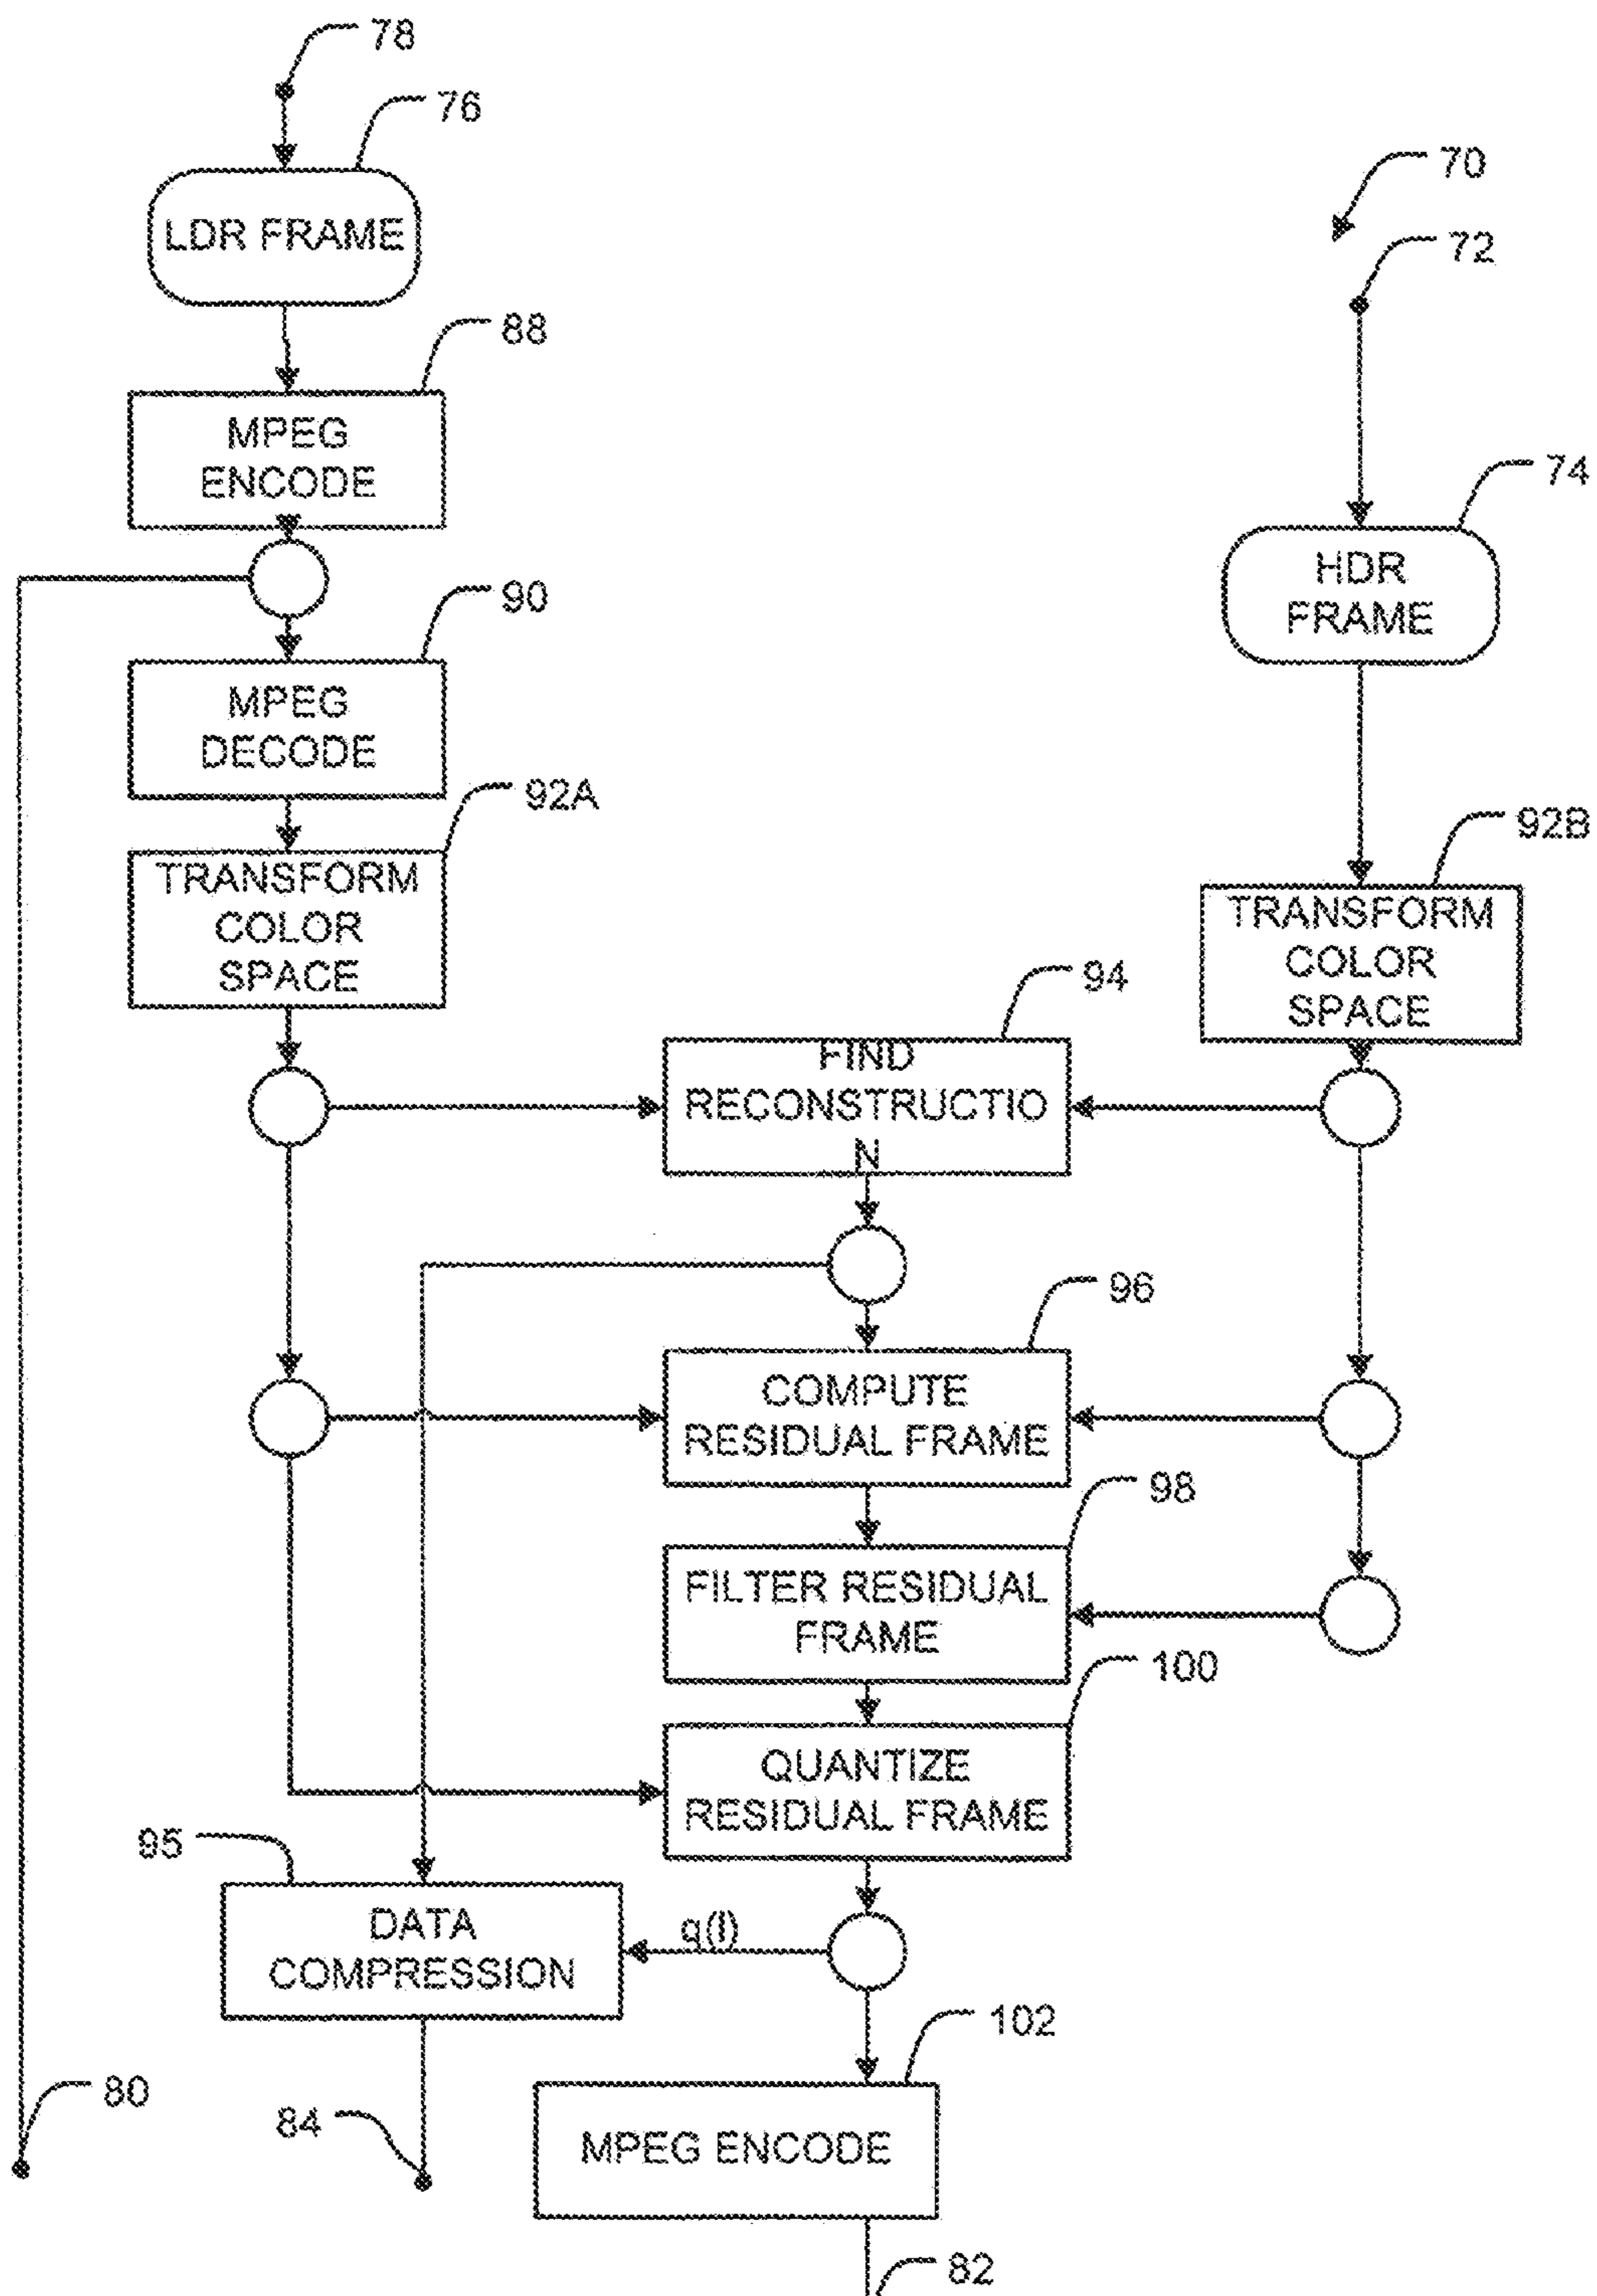 78
76
LDR FRAME
70
72
88
MPEG
ENCODE
74
HDR
FRAME
90
MPEG
DECODE
92A
TRANSFORM
COLOR
SPACE
92B
TRANSFORM
COLOR
SPACE
94
FIND
RECONSTRUCTIO
N
96
COMPUTE
RESIDUAL FRAME
98
FILTER RESIDUAL
FRAME
100
QUANTIZE
RESIDUAL FRAME
95
DATA
COMPRESSION
q(l)
102
MPEG ENCODE
80
84
82